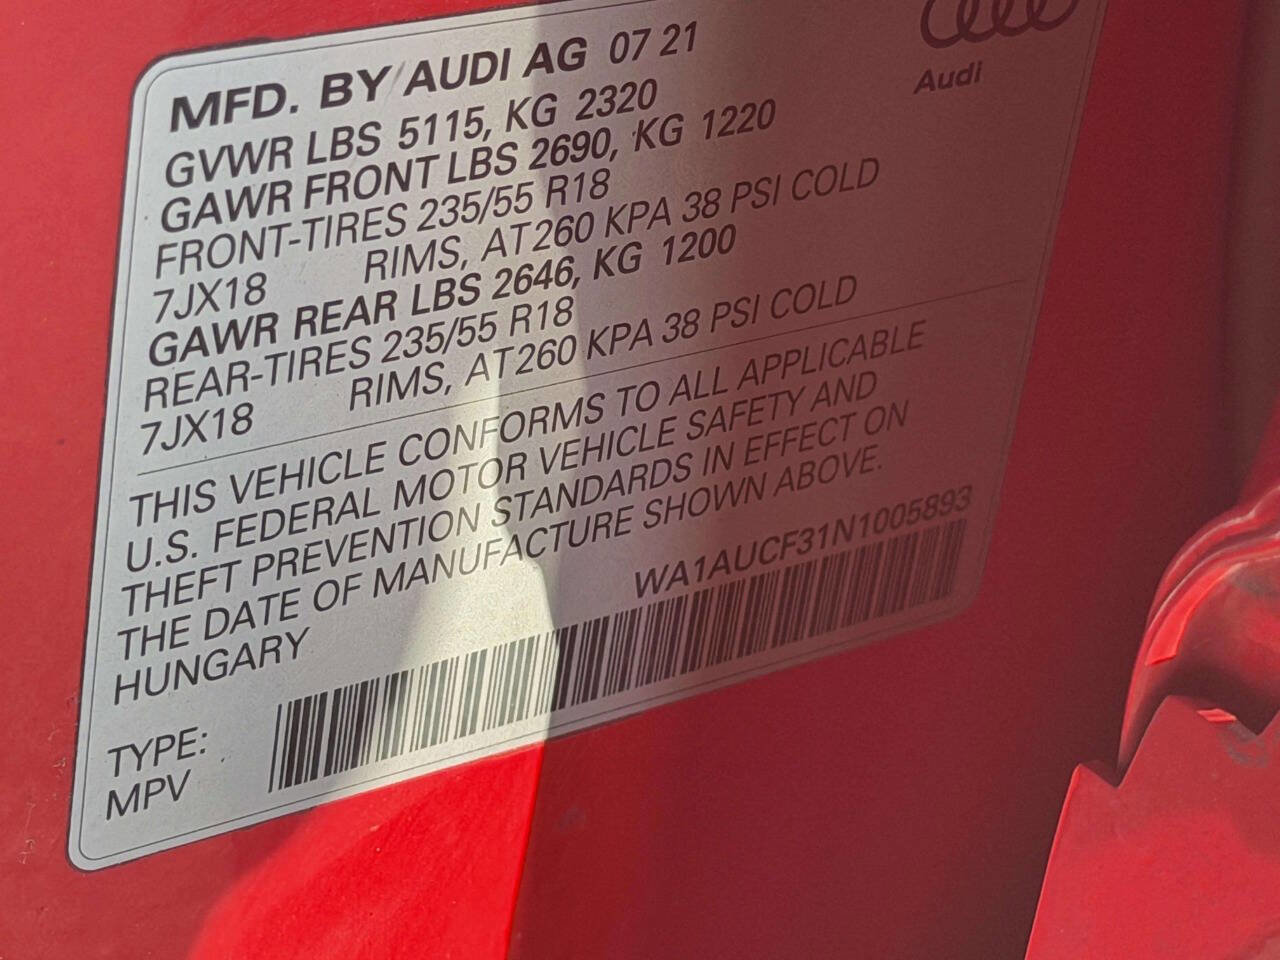 MFD. BY AUDI AG 07 21
Audi
GVWR LBS 5115, KG 2320
GAWR FRONT LBS 2690, KG 1220
FRONT-TIRES 235/55 R18
7JX18 RIMS, AT260 KPA 38 PSI COLD
GAWR REAR LBS 2646, KG 1200
REAR-TIRES 235/55 R18
7JX18 RIMS, AT260 KPA 38 PSI COLD
THIS VEHICLE CONFORMS TO ALL APPLICABLE
U.S. FEDERAL MOTOR VEHICLE SAFETY AND
THEFT PREVENTION STANDARDS IN EFFECT ON
THE DATE OF MANUFACTURE SHOWN ABOVE.
HUNGARY
WA1AUCF31N1005893
TYPE:
MPV